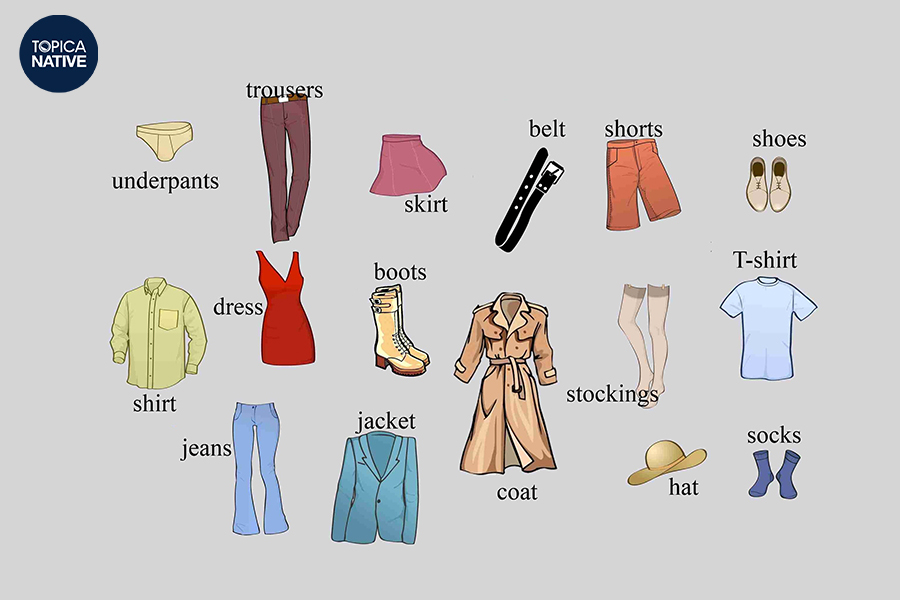 TOPICA
NATIVE
trousers
belt
shorts
shoes
underpants
skirt
T-shirt
boots
dress
stockings
shirt
jacket
socks
jeans
hat
coat